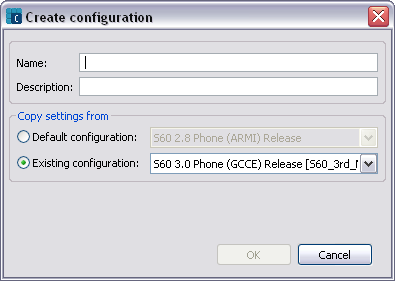 Create configuration
Name:
Description:
Copy settings from
Default configuration: S60 2.8 Phone (ARMI) Release
Existing configuration: S60 3.0 Phone (GCCE) Release [S60_3rd_
OK Cancel